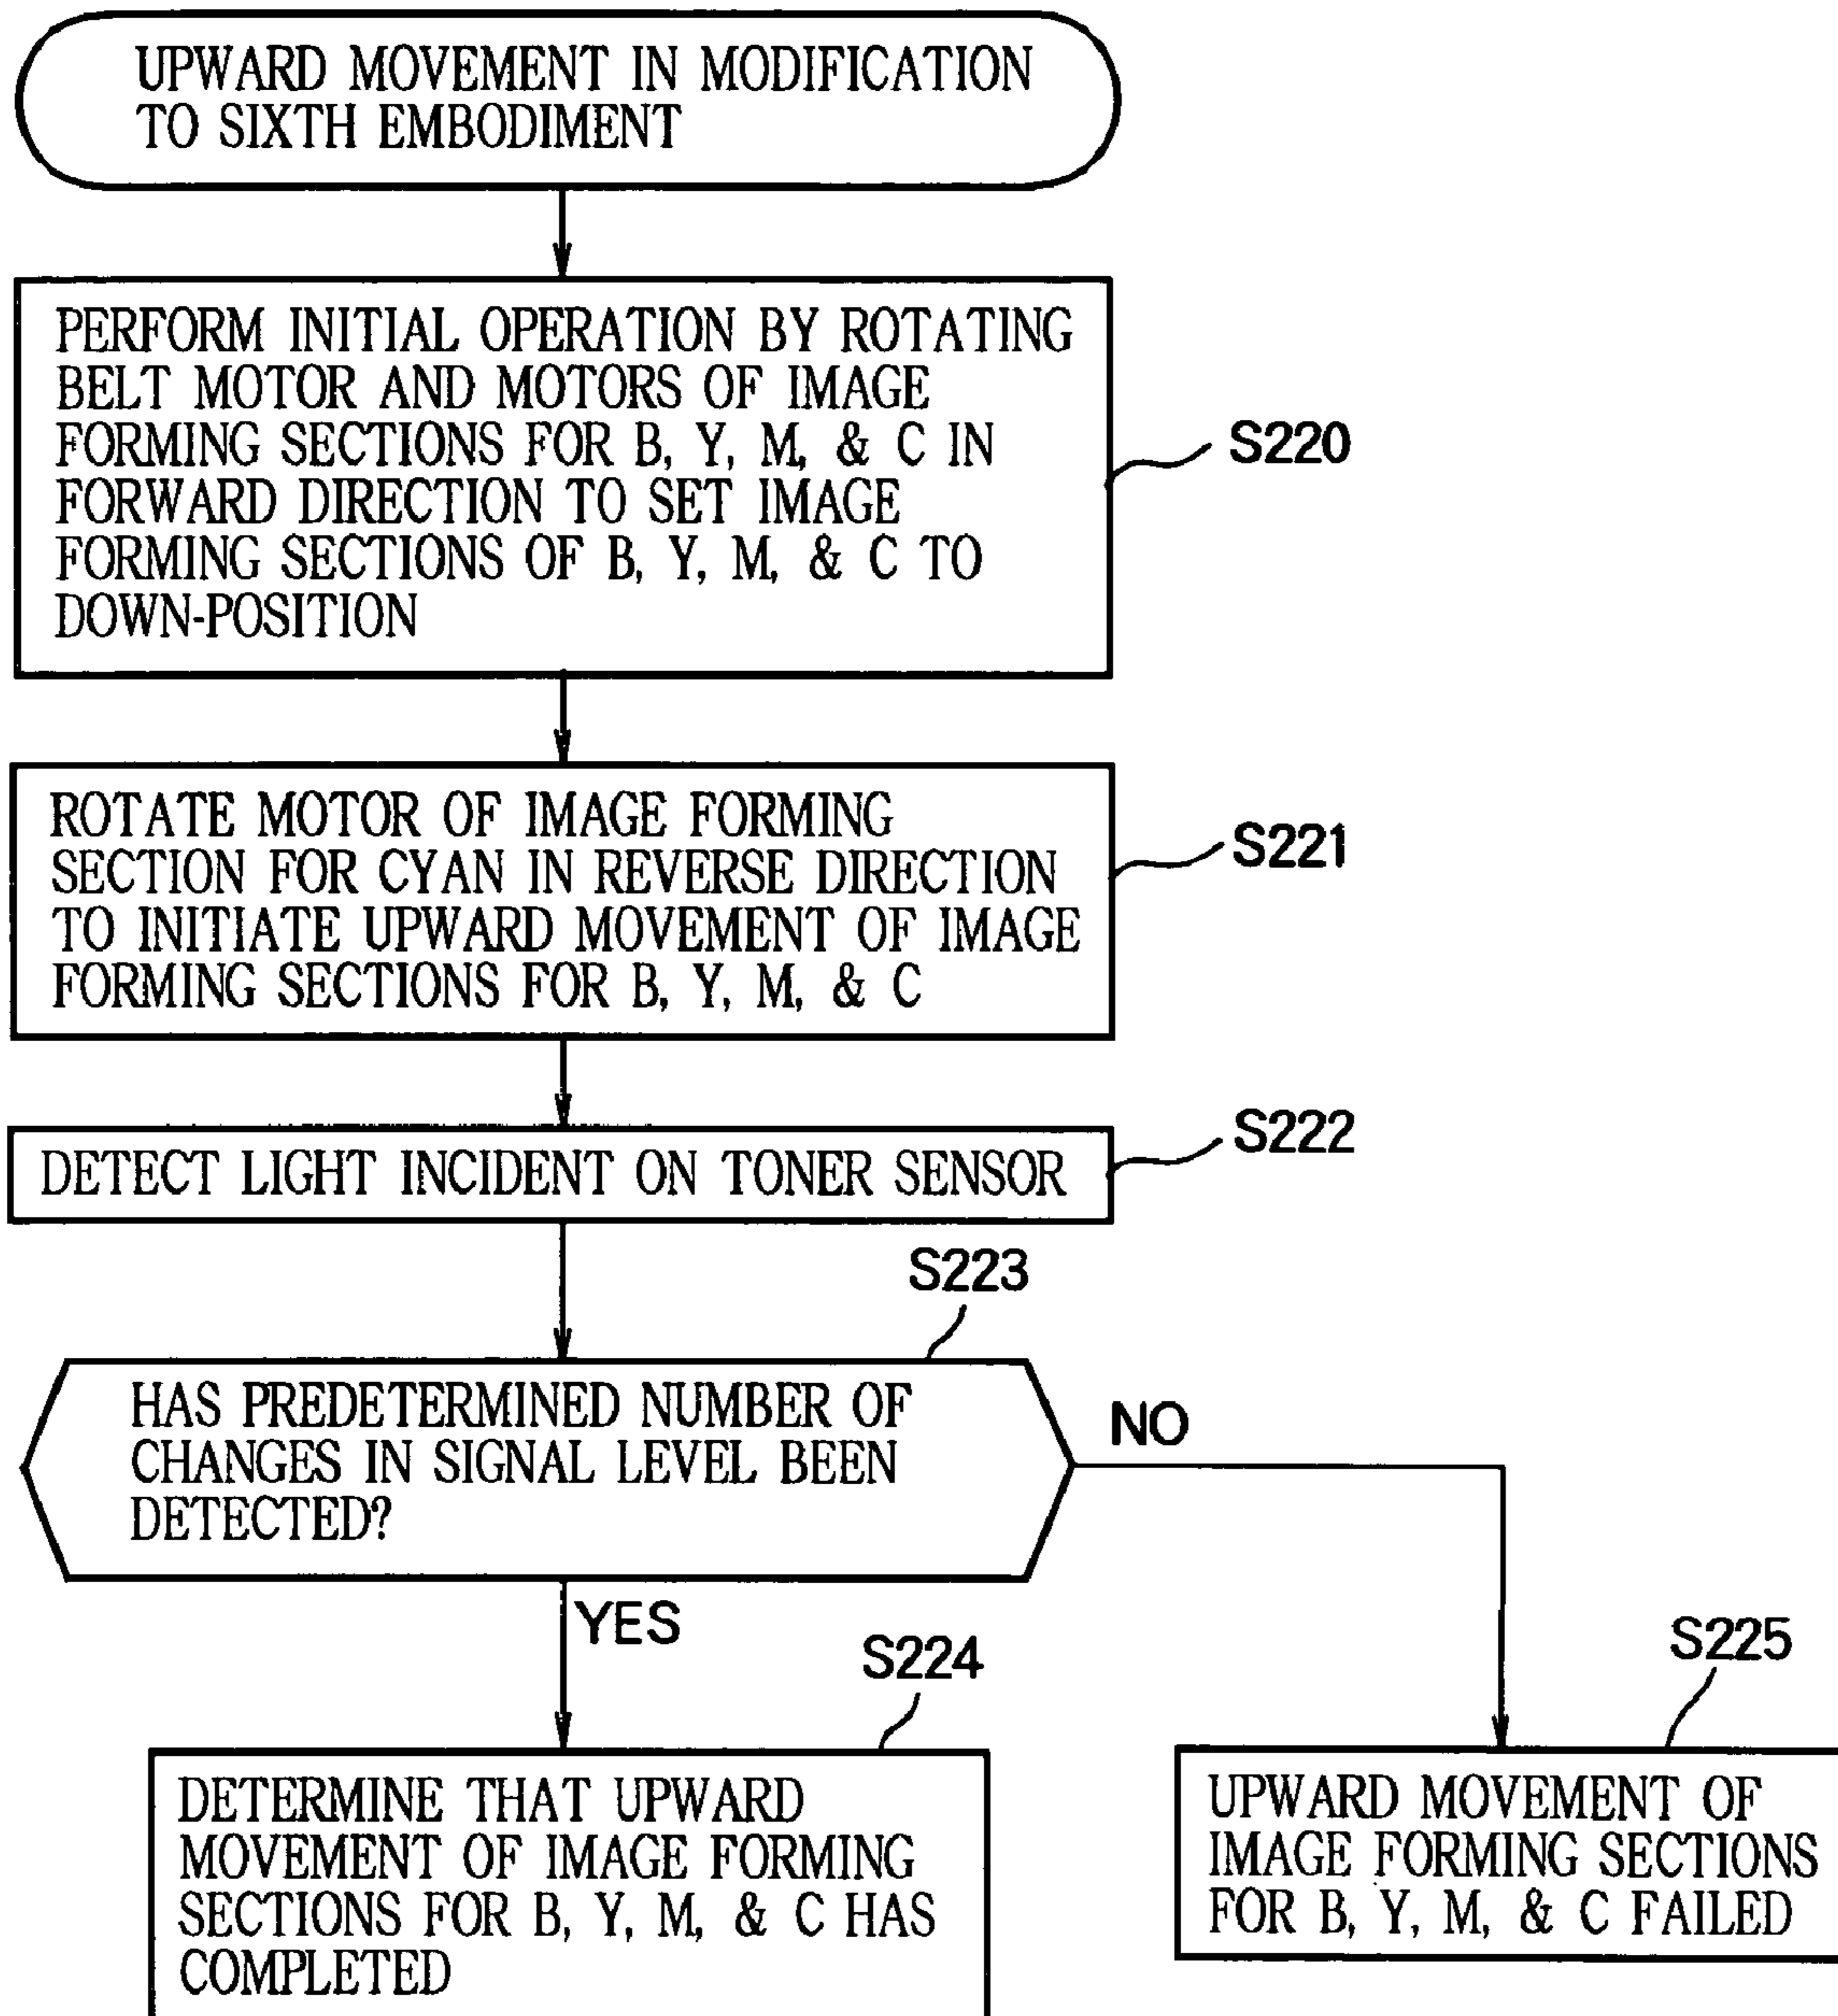 UPWARD MOVEMENT IN MODIFICATION
TO SIXTH EMBODIMENT
PERFORM INITIAL OPERATION BY ROTATING
BELT MOTOR AND MOTORS OF IMAGE
FORMING SECTIONS FOR B, Y, M, & C IN
FORWARD DIRECTION TO SET IMAGE
FORMING SECTIONS OF B, Y, M, & C TO
DOWN-POSITION
S220
ROTATE MOTOR OF IMAGE FORMING
SECTION FOR CYAN IN REVERSE DIRECTION
TO INITIATE UPWARD MOVEMENT OF IMAGE
FORMING SECTIONS FOR B, Y, M, & C
S221
DETECT LIGHT INCIDENT ON TONER SENSOR
S222
S223
HAS PREDETERMINED NUMBER OF
CHANGES IN SIGNAL LEVEL BEEN
DETECTED?
NO
YES
S224
DETERMINE THAT UPWARD
MOVEMENT OF IMAGE FORMING
SECTIONS FOR B, Y, M, & C HAS
COMPLETED
S225
UPWARD MOVEMENT OF
IMAGE FORMING SECTIONS
FOR B, Y, M, & C FAILED